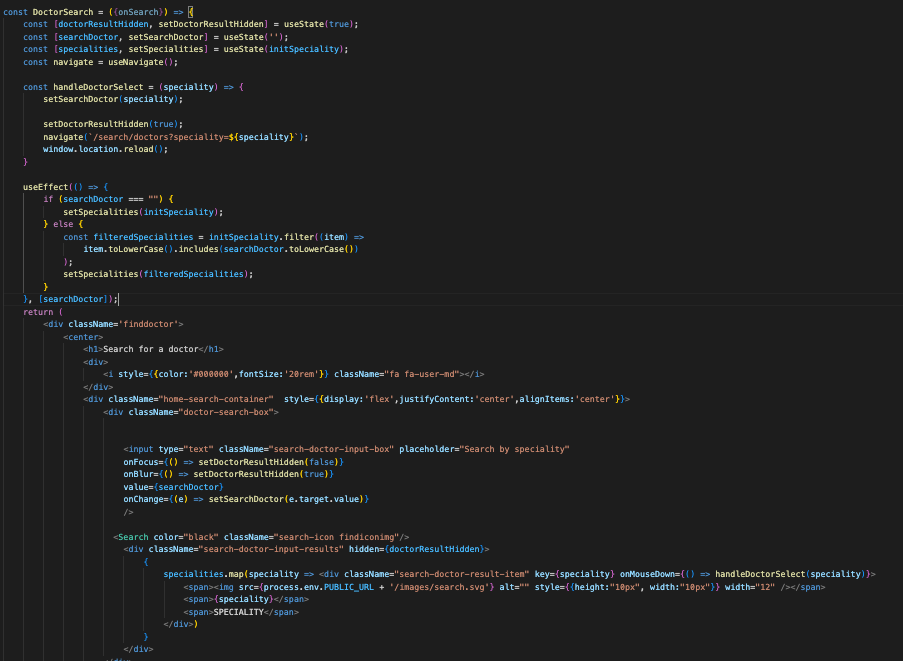 const DoctorSearch = ({onSearch}) => {
    const [doctorResultHidden, setDoctorResultHidden] = useState(true);
    const [searchDoctor, setSearchDoctor] = useState('');
    const [specialities, setSpecialities] = useState(initSpeciality);
    const navigate = useNavigate();

    const handleDoctorSelect = (speciality) => {
        setSearchDoctor(speciality);

        setDoctorResultHidden(true);
        navigate(`/search/doctors?speciality=${speciality}`);
        window.location.reload();
    }

    useEffect(() => {
        if (searchDoctor === "") {
            setSpecialities(initSpeciality);
        } else {
            const filteredSpecialities = initSpeciality.filter((item) =>
                item.toLowerCase().includes(searchDoctor.toLowerCase())
            );
            setSpecialities(filteredSpecialities);
        }
    }, [searchDoctor]);
    return (
        <div className='finddoctor'>
            <center>
                <h1>Search for a doctor</h1>
                <div>
                    <i style={{color:'#000000',fontSize:'20rem'}} className="fa fa-user-md"></i>
                </div>
                <div className="home-search-container"  style={{display:'flex',justifyContent:'center',alignItems:'center'}}>
                    <div className="doctor-search-box">


                        <input type="text" className="search-doctor-input-box" placeholder="Search by speciality"
                        onFocus={() => setDoctorResultHidden(false)}
                        onBlur={() => setDoctorResultHidden(true)}
                        value={searchDoctor}
                        onChange={(e) => setSearchDoctor(e.target.value)}
                        />

                      <Search color="black" className="search-icon findiconimg"/>
                        <div className="search-doctor-input-results" hidden={doctorResultHidden}>
                            {
                                specialities.map(speciality => <div className="search-doctor-result-item" key={speciality} onMouseDown={() => handleDoctorSelect(speciality)}>
                                    <span><img src={process.env.PUBLIC_URL + '/images/search.svg'} alt="" style={{height:"10px", width:"10px"}} width="12" /></span>
                                    <span>{speciality}</span>
                                    <span>SPECIALITY</span>
                                </div>)
                            }
                        </div>